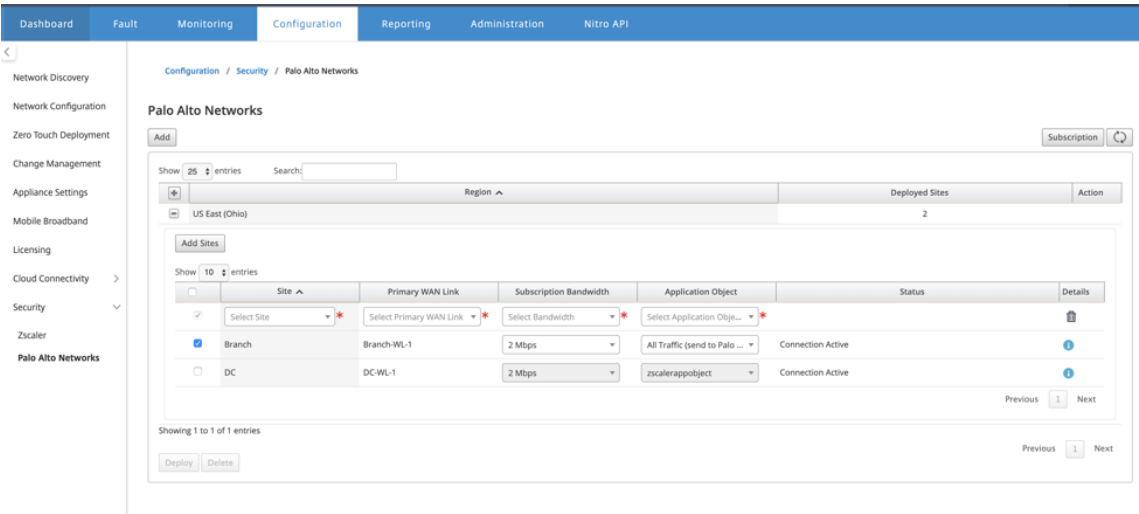 Dashboard Fault Monitoring Configuration Reporting Administration Nitro API
Configuration / Security / Palo Alto Networks
Network Discovery
Network Configuration
Zero Touch Deployment
Change Management
Appliance Settings
Mobile Broadband
Licensing
Cloud Connectivity
Security
Zscaler
Palo Alto Networks
Palo Alto Networks
Add Subscription
Show 25 entries Search:
Region Deployed Sites Action
US East (Ohio) 2
Add Sites
Show 10 entries
Site Primary WAN Link Subscription Bandwidth Application Object Status Details
Select Site * Select Primary WAN Link * Select Bandwidth * Select Application Obje... *
Branch Branch-WL-1 2 Mbps All Traffic (send to Palo ... Connection Active
DC DC-WL-1 2 Mbps zscalerappobject Connection Active
Previous 1 Next
Showing 1 to 1 of 1 entries
Previous 1 Next
Deploy Delete